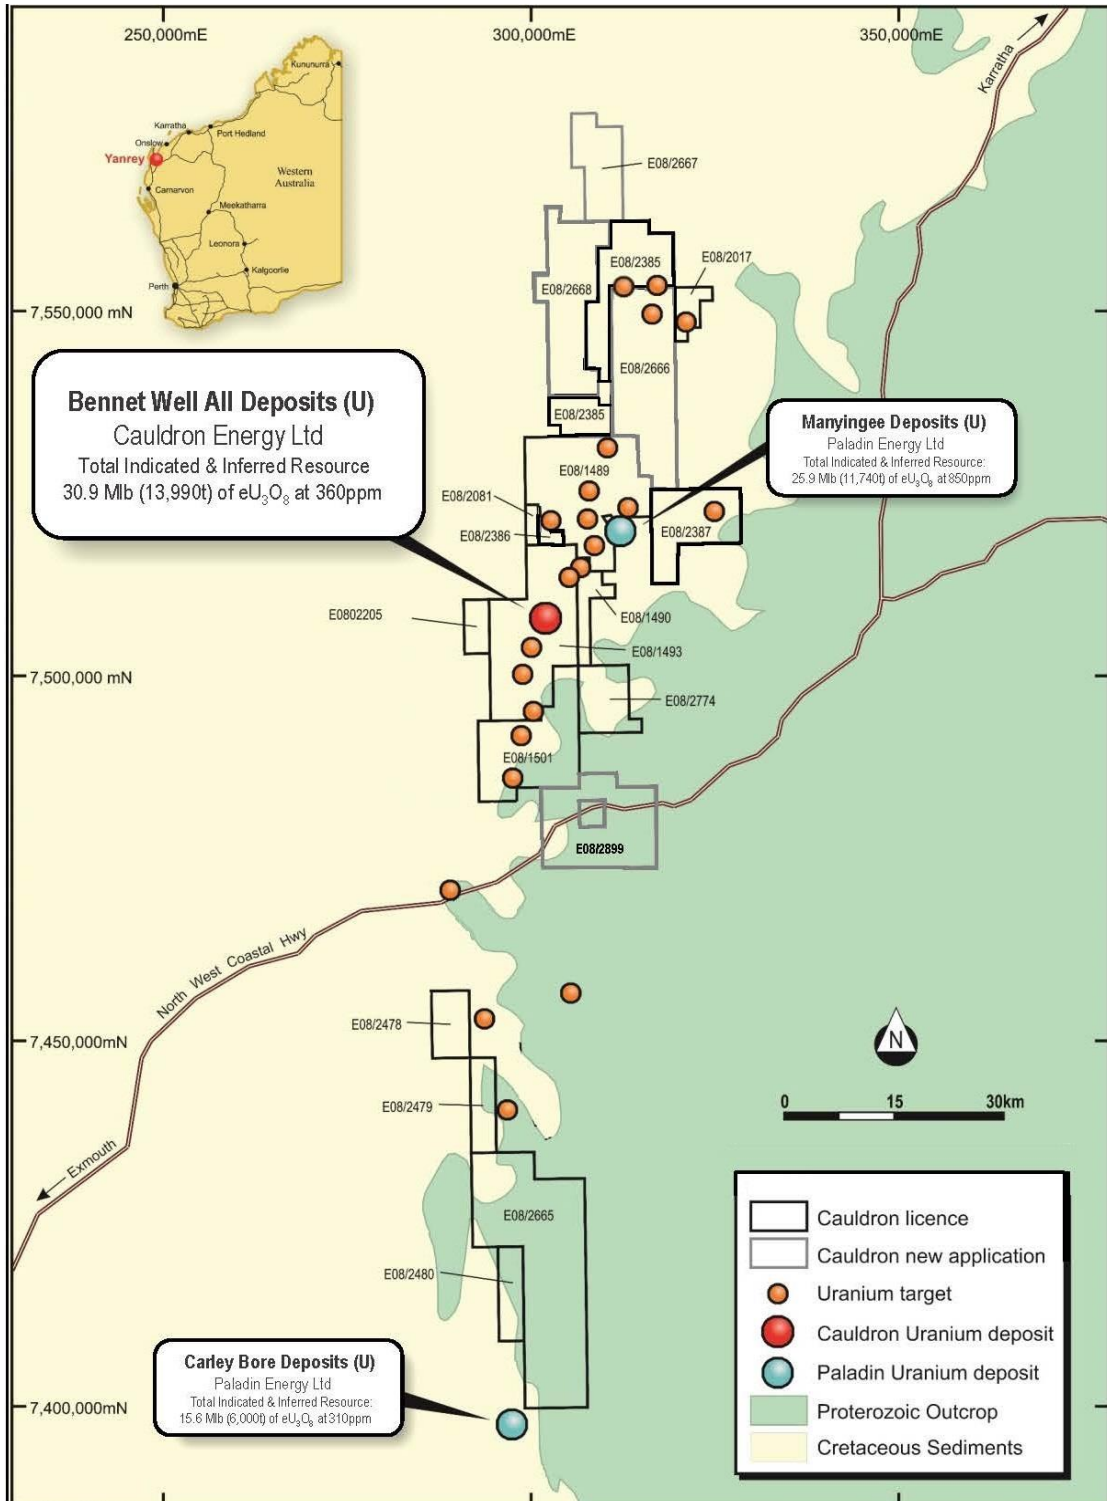 250,000mE
300,000mE
350,000mE
Karratha
Kununurra
Karratha
Port Hedland
Onslow
Yanrey
Western
Australia
Carnarvon
Meekatharra
Leonora
Kalgoorlie
Perth
E08/2667
E08/2385
E08/2017
E08/2668
7,550,000 mN
E08/2666
Bennet Well All Deposits (U)
Cauldron Energy Ltd
Total Indicated & Inferred Resource
30.9 Mlb (13,990t) of eU₃O₈ at 360ppm
E08/2385
Manyingee Deposits (U)
Paladin Energy Ltd
Total Indicated & Inferred Resource:
25.9 Mlb (11,740t) of eU₃O₈ at 850ppm
E08/1489
E08/2081
E08/2386
E08/2387
E0802205
E08/1490
E08/1493
7,500,000 mN
E08/2774
E08/1501
E08/2899
North West Coastal Hwy
E08/2478
7,450,000mN
N
E08/2479
0 15 30km
Exmouth
E08/2665
E08/2480
Carley Bore Deposits (U)
Paladin Energy Ltd
Total Indicated & Inferred Resource:
15.6 Mlb (6,000t) of eU₃O₈ at 310ppm
7,400,000mN
Cauldron licence
Cauldron new application
Uranium target
Cauldron Uranium deposit
Paladin Uranium deposit
Proterozoic Outcrop
Cretaceous Sediments